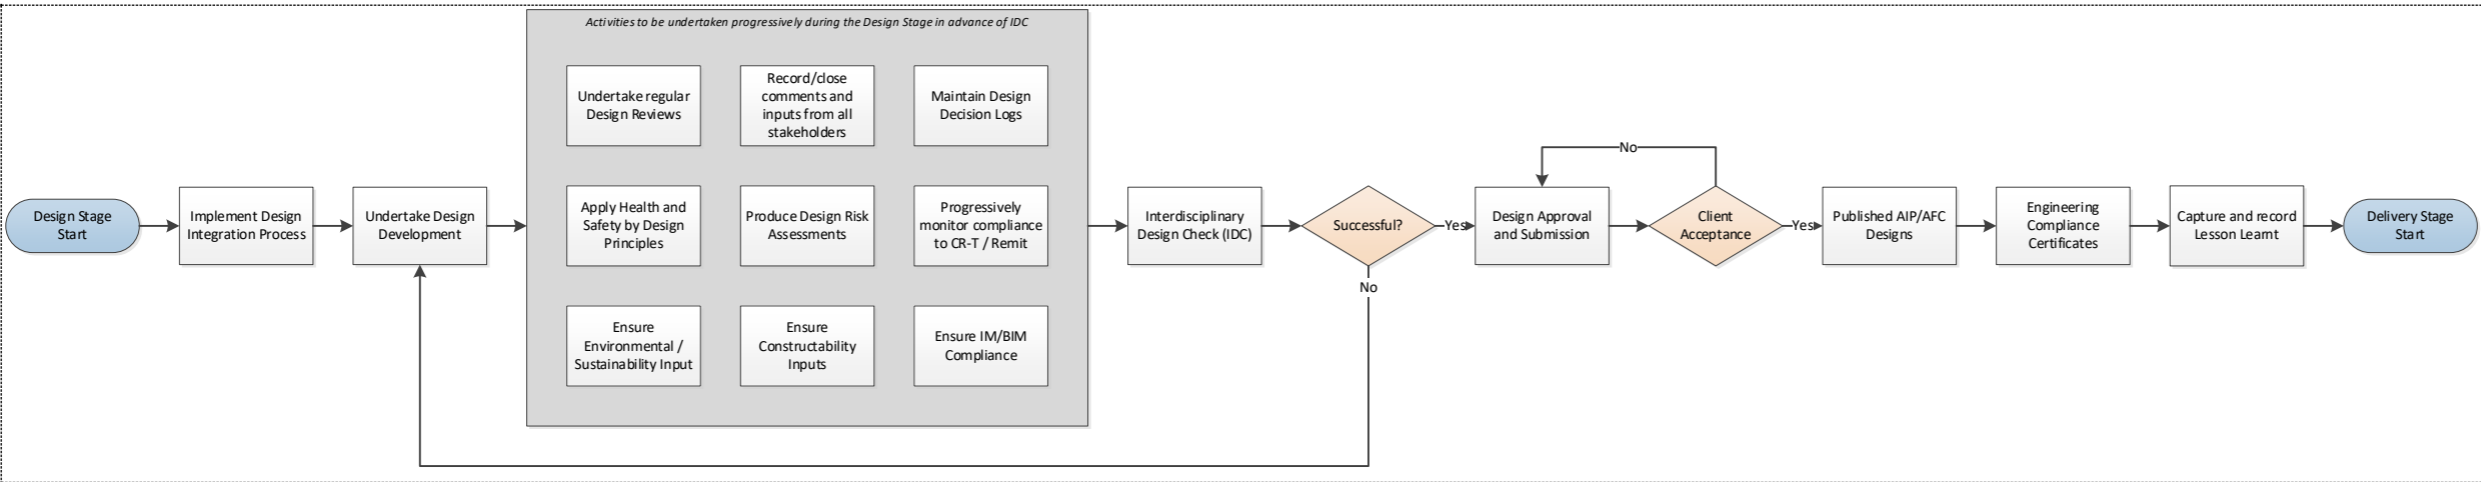 Activities to be undertaken progressively during the Design Stage in advance of IDC
Design Stage
Start
Implement Design
Integration Process
Undertake Design
Development
Undertake regular
Design Reviews
Record/close
comments and
inputs from all
stakeholders
Maintain Design
Decision Logs
Apply Health and
Safety by Design
Principles
Produce Design Risk
Assessments
Progressively
monitor compliance
to CR-T / Remit
Ensure
Environmental /
Sustainability Input
Ensure
Constructability
Inputs
Ensure IM/BIM
Compliance
Interdisciplinary
Design Check (IDC)
Successful?
Yes
No
Design Approval
and Submission
No
Client
Acceptance
Yes
Published AIP/AFC
Designs
Engineering
Compliance
Certificates
Capture and record
Lesson Learnt
Delivery Stage
Start